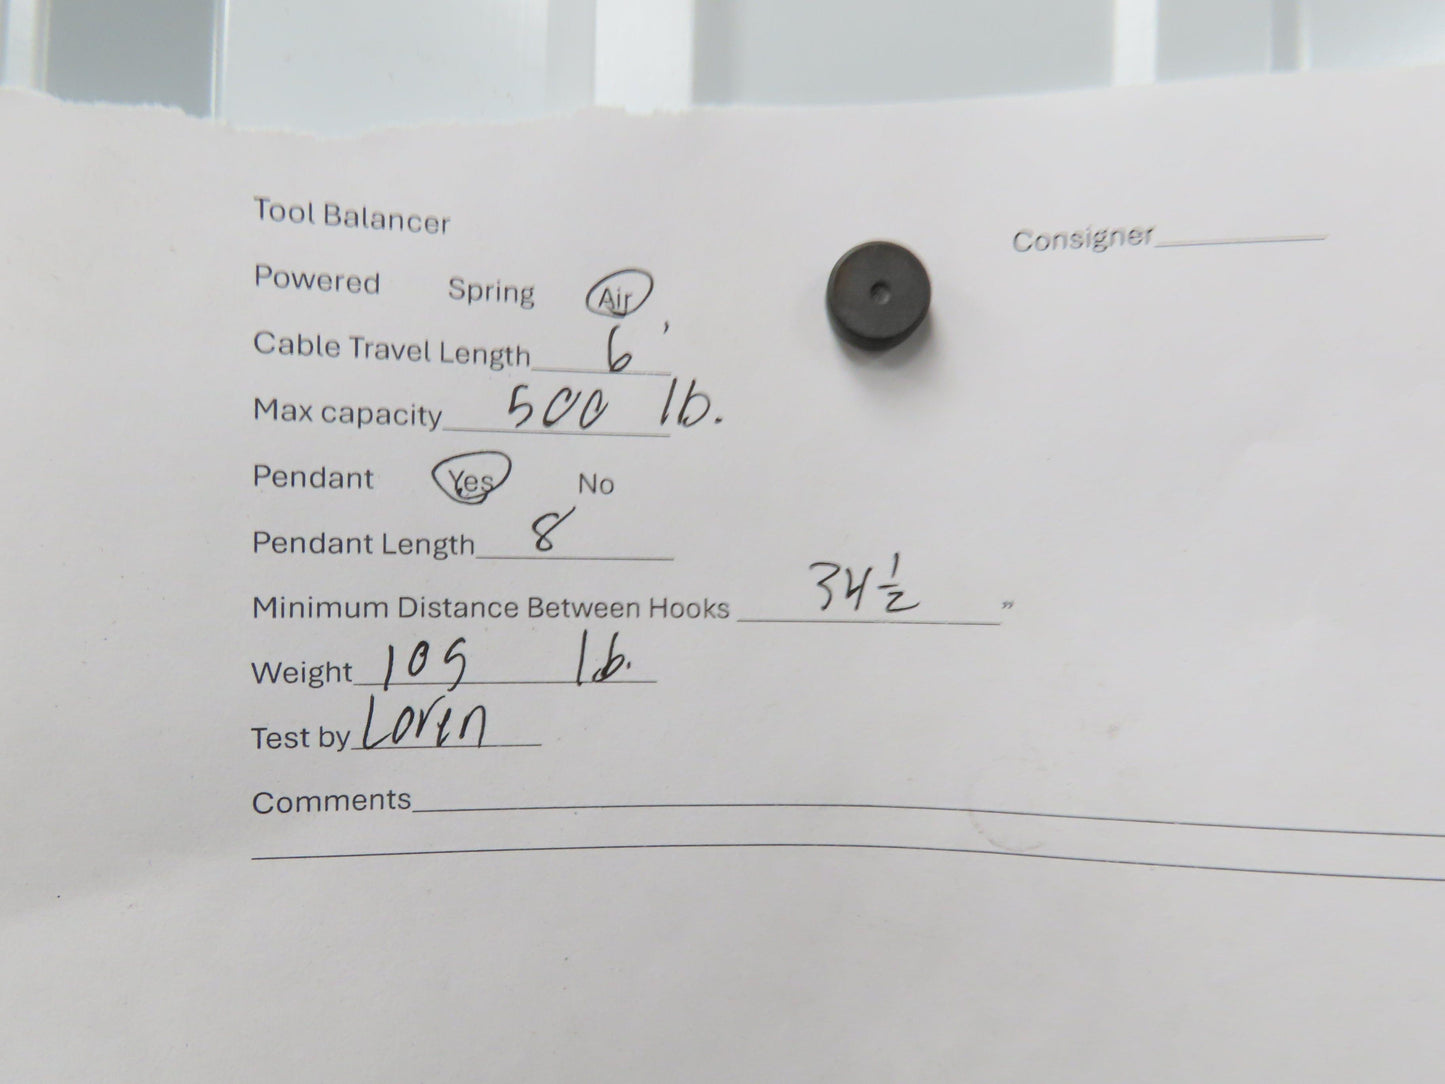 Tool Balancer
Consigner
Powered Spring Air
Cable Travel Length 6'
Max capacity 500 lb.
Pendant Yes No
Pendant Length 8
Minimum Distance Between Hooks 34 1/2 "
Weight 105 lb.
Test by Loren
Comments